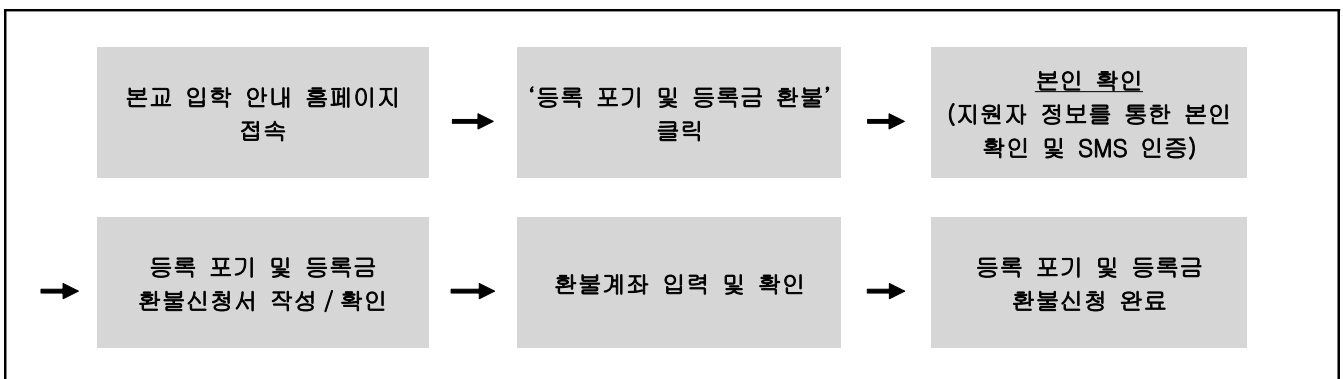 본교 입학 안내 홈페이지
접속
‘등록 포기 및 등록금 환불’
클릭
본인 확인
(지원자 정보를 통한 본인
확인 및 SMS 인증)
등록 포기 및 등록금
환불신청서 작성 / 확인
환불계좌 입력 및 확인
등록 포기 및 등록금
환불신청 완료